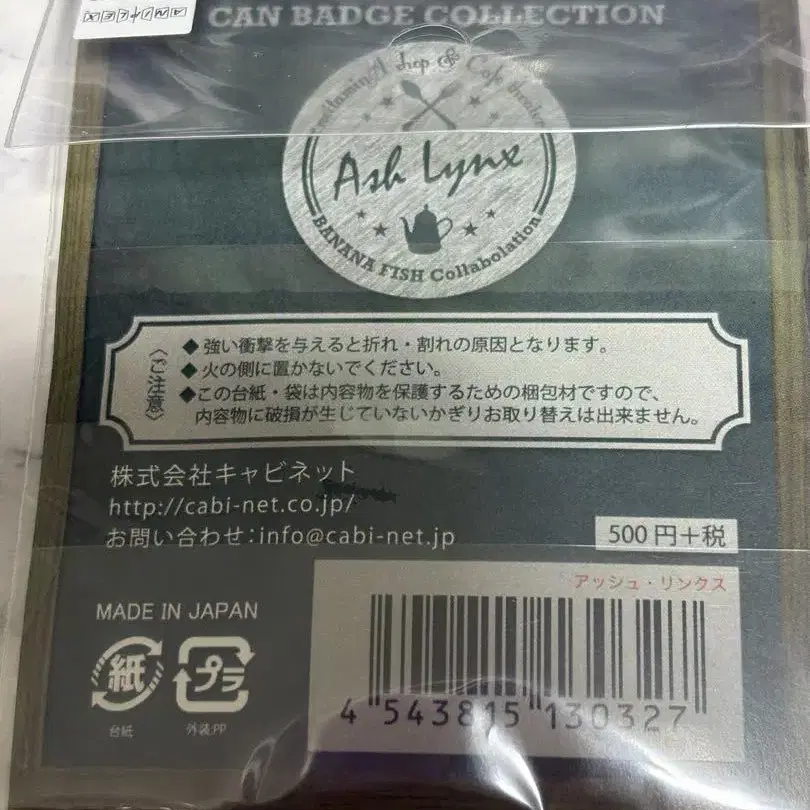 CAN BADGE COLLECTION
vitaminA shop & Cafe theater
Ash Lynx
BANANA FISH Collabolation
〈ご注意〉
◆強い衝撃を与えると折れ・割れの原因となります。
◆火の側に置かないでください。
◆この台紙・袋は内容物を保護するための梱包材ですので、
内容物に破損が生じていないかぎりお取り替えは出来ません。
株式会社キャビネット
http://cabi-net.co.jp/
お問い合わせ:info@cabi-net.jp
500 円+税
アッシュ・リンクス
MADE IN JAPAN
紙
プラ
台紙
外装:PP
4 543815 130327